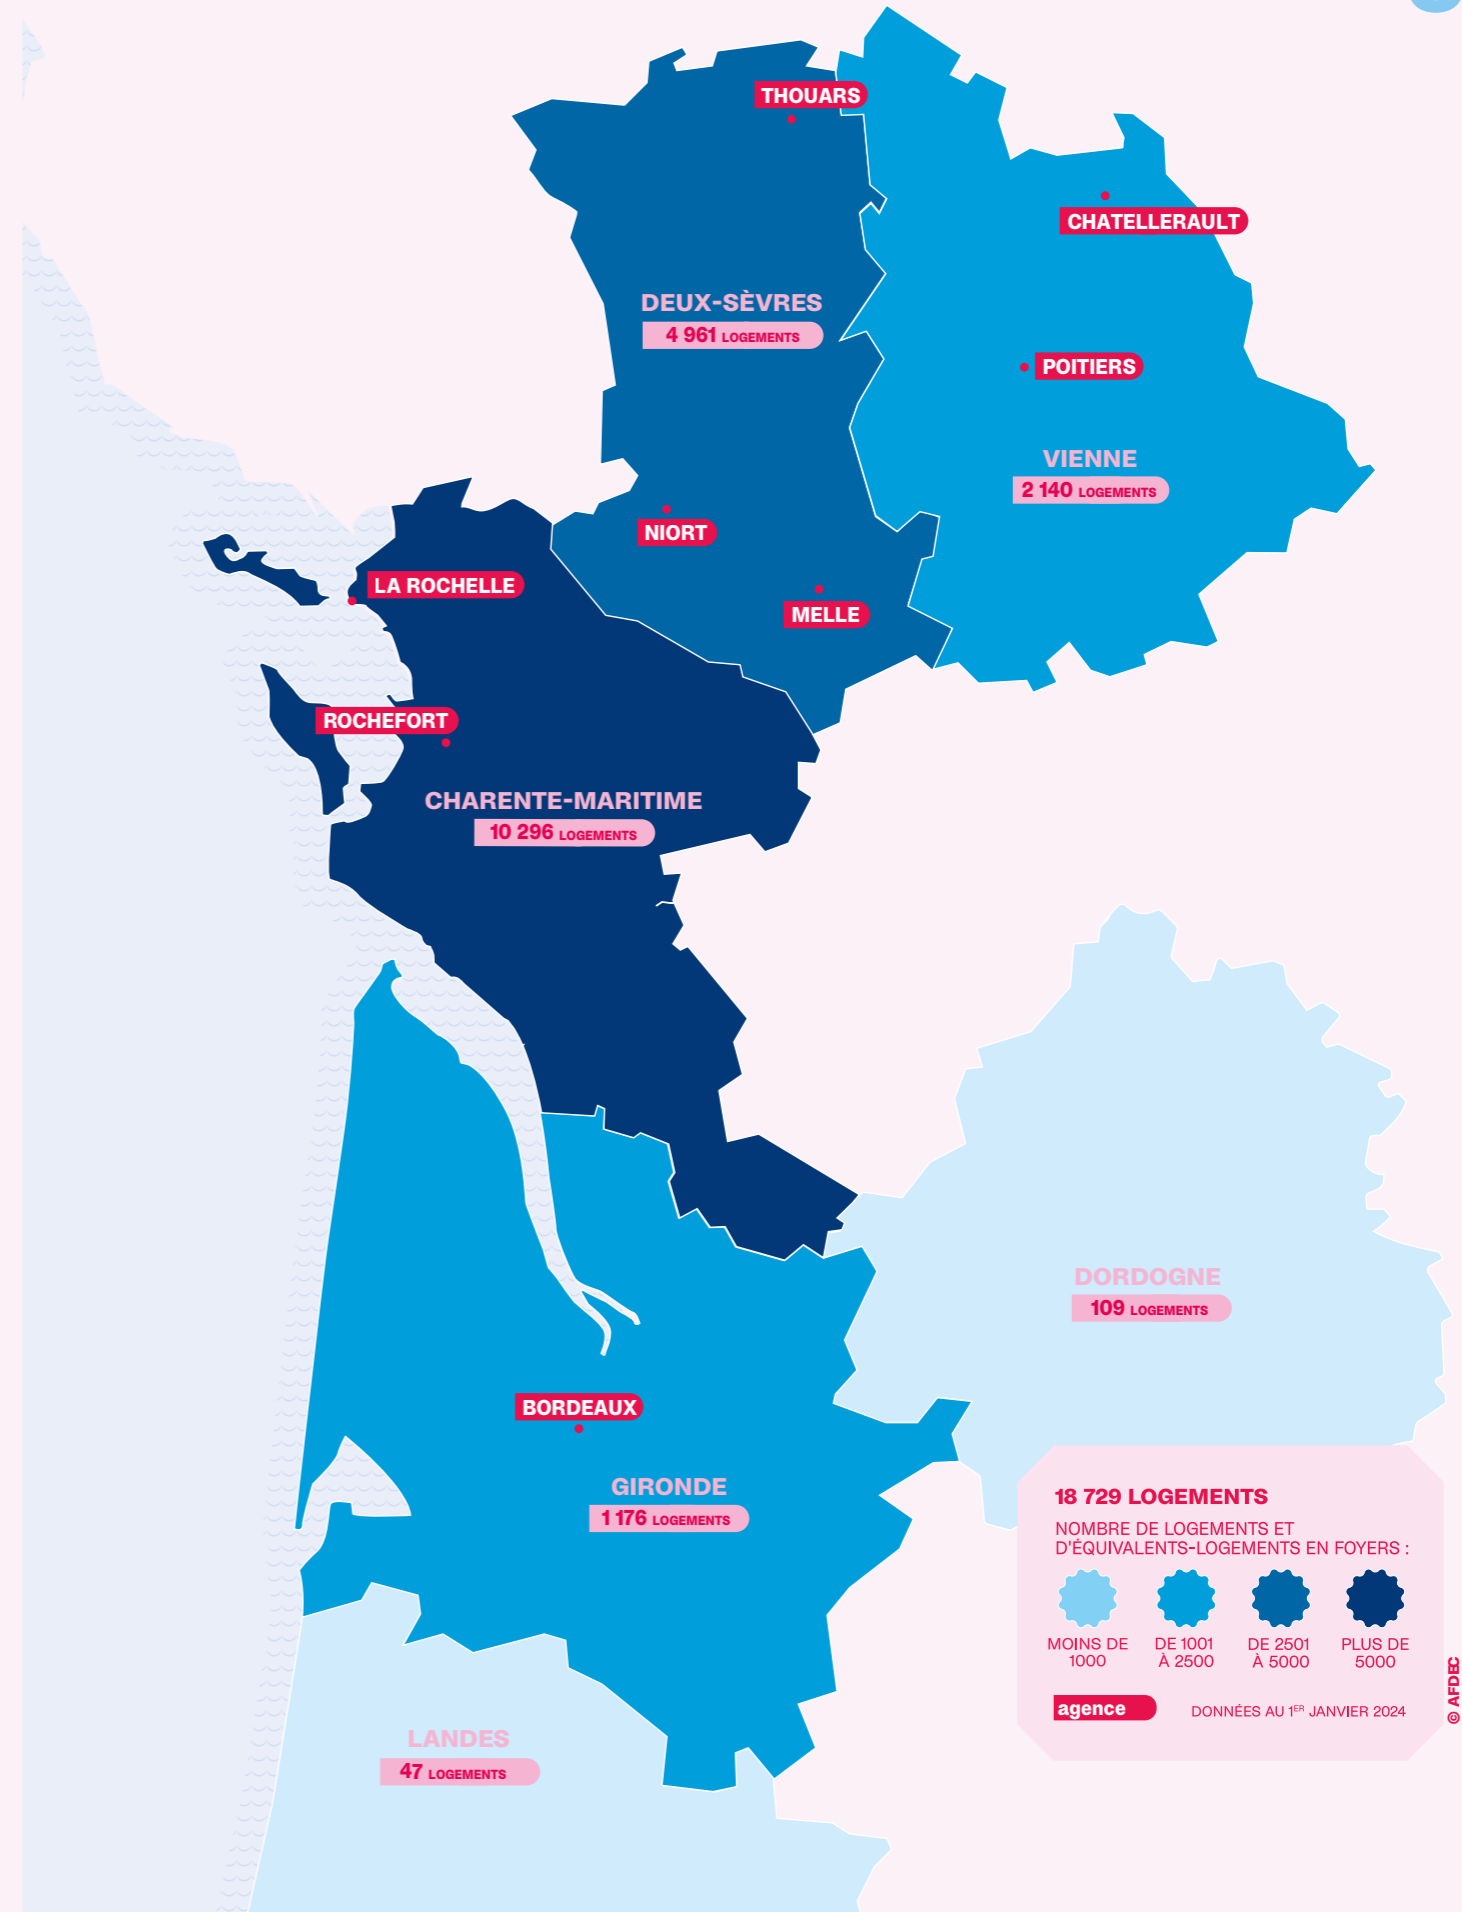 THOUARS
CHATELLERAULT
DEUX-SÈVRES
4 961 LOGEMENTS
POITIERS
VIENNE
2 140 LOGEMENTS
NIORT
LA ROCHELLE
MELLE
ROCHEFORT
CHARENTE-MARITIME
10 296 LOGEMENTS
DORDOGNE
109 LOGEMENTS
BORDEAUX
GIRONDE
1 176 LOGEMENTS
LANDES
47 LOGEMENTS
18 729 LOGEMENTS
NOMBRE DE LOGEMENTS ET
D'ÉQUIVALENTS-LOGEMENTS EN FOYERS :
MOINS DE
1000
DE 1001
À 2500
DE 2501
À 5000
PLUS DE
5000
agence
DONNÉES AU 1ER JANVIER 2024
© AFDEC